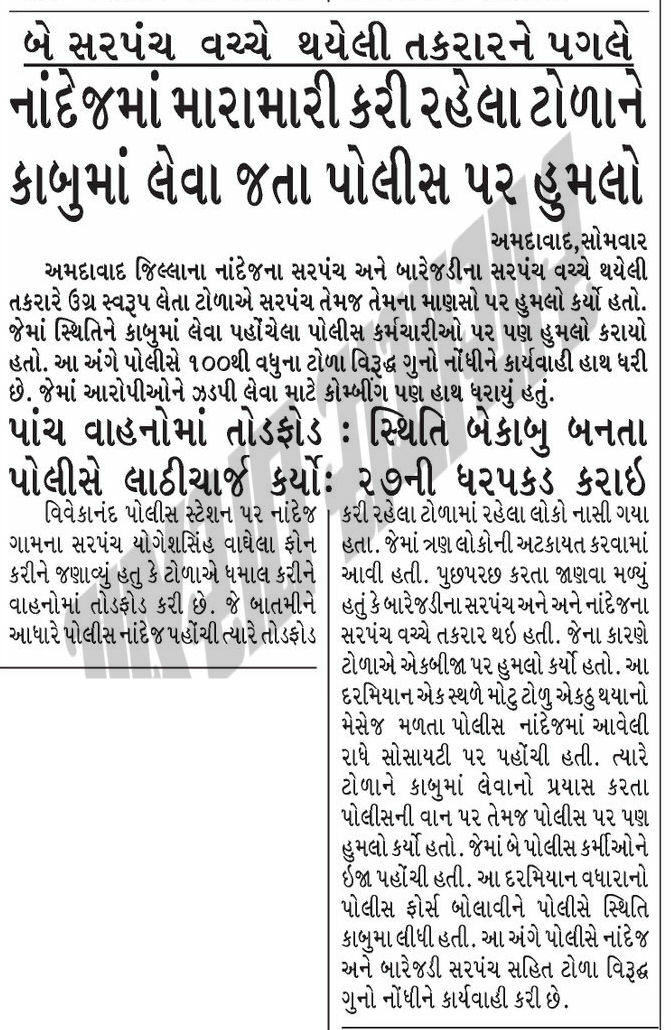 બે સરપંચ વચ્ચે થયેલી તકરારને પગલે
નાંદેજમાં મારામારી કરી રહેલા ટોળાને
કાબુમાં લેવા જતા પોલીસ પર હુમલો
અમદાવાદ,સોમવાર
અમદાવાદ જિલ્લાના નાંદેજના સરપંચ અને બારેજડીના સરપંચ વચ્ચે થયેલી
તકરારે ઉગ્ર સ્વરૂપ લેતા ટોળાએ સરપંચ તેમજ તેમના માણસો પર હુમલો કર્યો હતો.
જેમાં સ્થિતિને કાબુમાં લેવા પહોંચેલા પોલીસ કર્મચારીઓ પર પણ હુમલો કરાયો
હતો. આ અંગે પોલીસે ૧૦૦થી વધુના ટોળા વિરૂદ્ધ ગુનો નોંધીને કાર્યવાહી હાથ ધરી
છે. જેમાં આરોપીઓને ઝડપી લેવા માટે કોમ્બીંગ પણ હાથ ધરાયું હતું.
પાંચ વાહનોમાં તોડફોડ : સ્થિતિ બેકાબુ બનતા
પોલીસે લાઠીચાર્જ કર્યોઃ ૨૭ની ધરપકડ કરાઇ
વિવેકાનંદ પોલીસ સ્ટેશન પર નાંદેજ
ગામના સરપંચ યોગેશસિંહ વાઘેલા ફોન
કરીને જણાવ્યું હતુ કે ટોળાએ ધમાલ કરીને
વાહનોમાં તોડફોડ કરી છે. જે બાતમીને
આધારે પોલીસ નાંદેજ પહોંચી ત્યારે તોડફોડ
કરી રહેલા ટોળામાં રહેલા લોકો નાસી ગયા
હતા. જેમાં ત્રણ લોકોની અટકાયત કરવામાં
આવી હતી. પુછપરછ કરતા જાણવા મળ્યું
હતું કે બારેજડીના સરપંચ અને અને નાંદેજના
સરપંચ વચ્ચે તકરાર થઇ હતી. જેના કારણે
ટોળાએ એકબીજા પર હુમલો કર્યો હતો. આ
દરમિયાન એક સ્થળે મોટુ ટોળુ એકઠુ થયાનો
મેસેજ મળતા પોલીસ નાંદેજમાં આવેલી
રાધે સોસાયટી પર પહોંચી હતી. ત્યારે
ટોળાને કાબુમાં લેવાનો પ્રયાસ કરતા
પોલીસની વાન પર તેમજ પોલીસ પર પણ
હુમલો કર્યો હતો. જેમાં બે પોલીસ કર્મીઓને
ઇજા પહોંચી હતી. આ દરમિયાન વધારાનો
પોલીસ ફોર્સ બોલાવીને પોલીસે સ્થિતિ
કાબુમા લીધી હતી. આ અંગે પોલીસે નાંદેજ
અને બારેજડી સરપંચ સહિત ટોળા વિરૂદ્ધ
ગુનો નોંધીને કાર્યવાહી કરી છે.